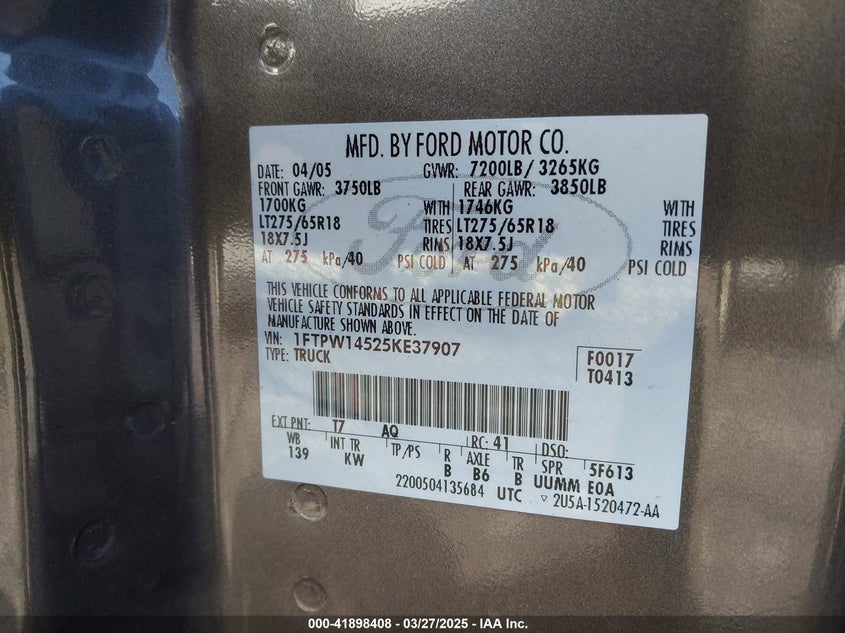 MFD. BY FORD MOTOR CO.
DATE: 04/05 GVWR: 7200LB / 3265KG
FRONT GAWR: 3750LB REAR GAWR: 3850LB
1700KG WITH 1746KG WITH
LT275/65R18 TIRES LT275/65R18 TIRES
18X7.5J RIMS 18X7.5J RIMS
AT 275 kPa/40 PSI COLD AT 275 kPa/40 PSI COLD
Ford
THIS VEHICLE CONFORMS TO ALL APPLICABLE FEDERAL MOTOR
VEHICLE SAFETY STANDARDS IN EFFECT ON THE DATE OF
MANUFACTURE SHOWN ABOVE.
VIN: 1FTPW14525KE37907
TYPE: TRUCK
F0017
T0413
EXT PNT: T7 AQ RC: 41 DSO:
WB INT TR TP/PS R AXLE TR SPR 5F613
139 KW B B6 B UUMM E0A
2200504135684 UTC ▽ 2U5A-1520472-AA
000-41898408 - 03/27/2025 - IAA Inc.